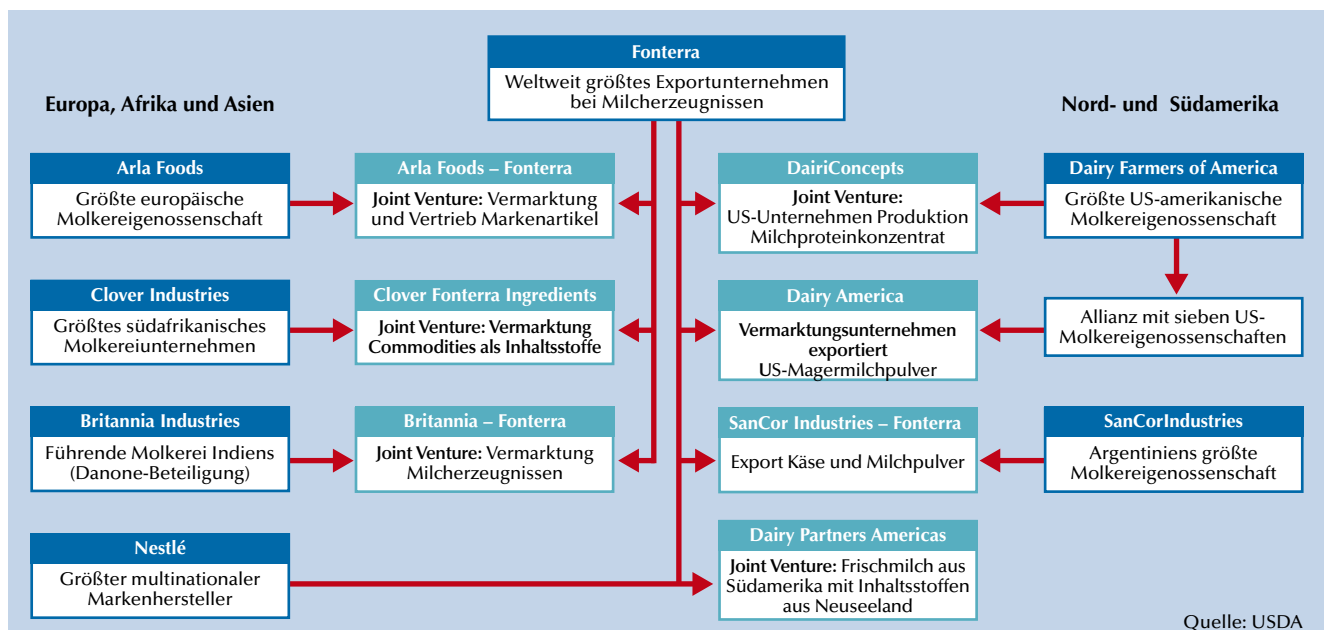 Fonterra
Weltweit größtes Exportunternehmen
bei Milcherzeugnissen
Europa, Afrika und Asien
Nord- und Südamerika
Arla Foods
Größte europäische
Molkereigenossenschaft
Arla Foods – Fonterra
Joint Venture: Vermarktung
und Vertrieb Markenartikel
DairiConcepts
Joint Venture:
US-Unternehmen Produktion
Milchproteinkonzentrat
Dairy Farmers of America
Größte US-amerikanische
Molkereigenossenschaft
Clover Industries
Größtes südafrikanisches
Molkereiunternehmen
Clover Fonterra Ingredients
Joint Venture: Vermarktung
Commodities als Inhaltsstoffe
Dairy America
Vermarktungsunternehmen
exportiert
US-Magermilchpulver
Allianz mit sieben US-
Molkereigenossenschaften
Britannia Industries
Führende Molkerei Indiens
(Danone-Beteiligung)
Britannia – Fonterra
Joint Venture: Vermarktung
Milcherzeugnissen
SanCor Industries – Fonterra
Export Käse und Milchpulver
SanCorIndustries
Argentiniens größte
Molkereigenossenschaft
Nestlé
Größter multinationaler
Markenhersteller
Dairy Partners Americas
Joint Venture: Frischmilch aus
Südamerika mit Inhaltsstoffen
aus Neuseeland
Quelle: USDA